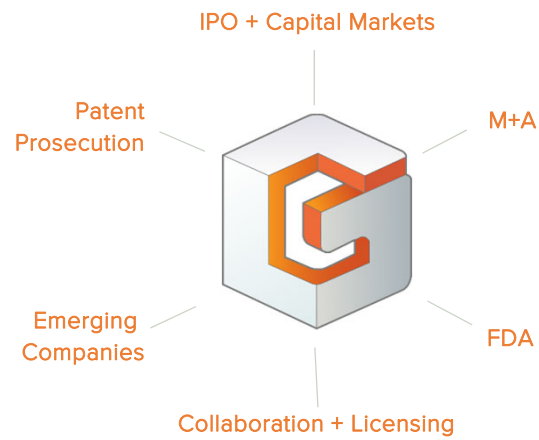 IPO + Capital Markets
Patent
Prosecution
M+A
Emerging
Companies
FDA
Collaboration + Licensing